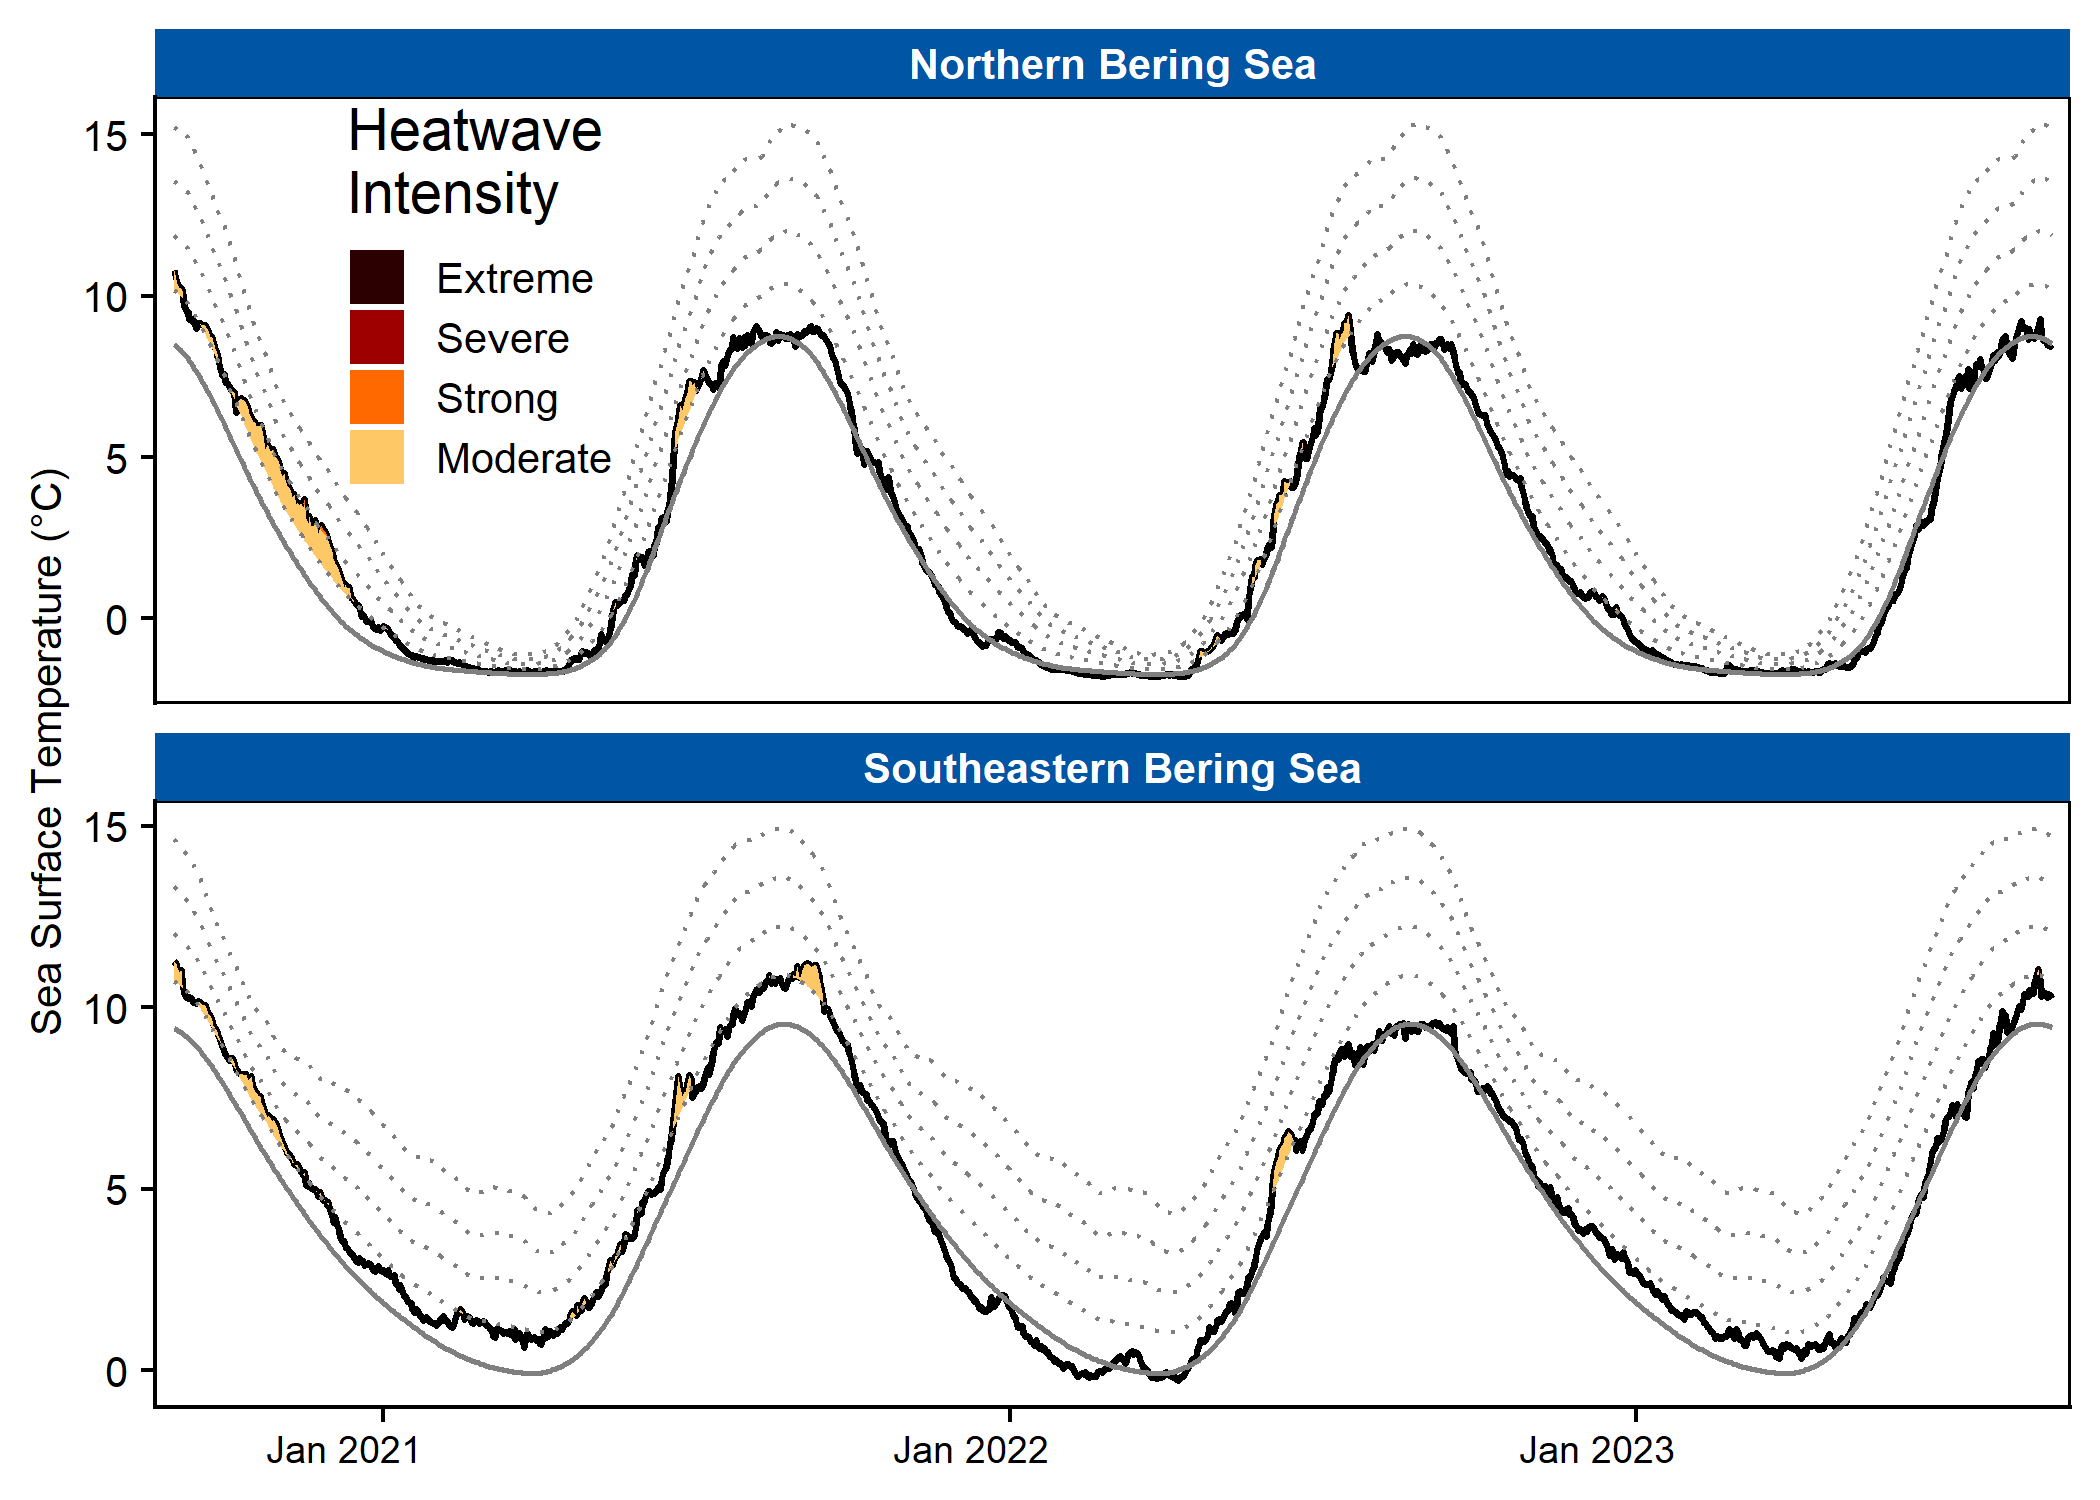 Northern Bering Sea
Heatwave
Intensity
Extreme
Severe
Strong
Moderate
15
10
5
0
Sea Surface Temperature (°C)
Southeastern Bering Sea
15
10
5
0
Jan 2021
Jan 2022
Jan 2023